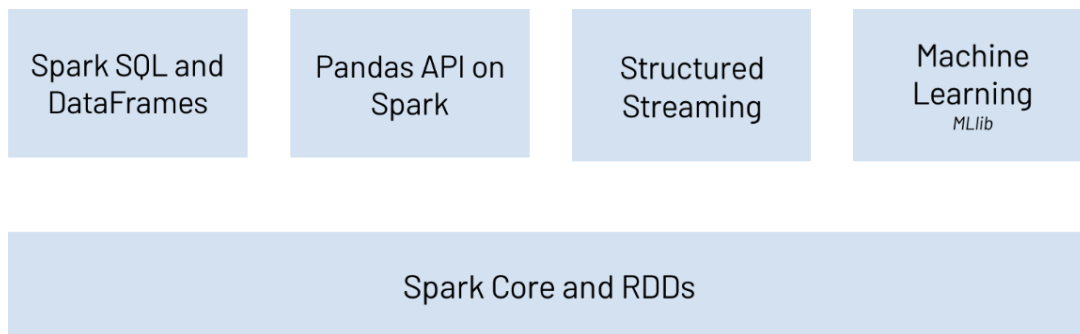 Spark SQL and
DataFrames
Pandas API on
Spark
Structured
Streaming
Machine
Learning
MLlib
Spark Core and RDDs